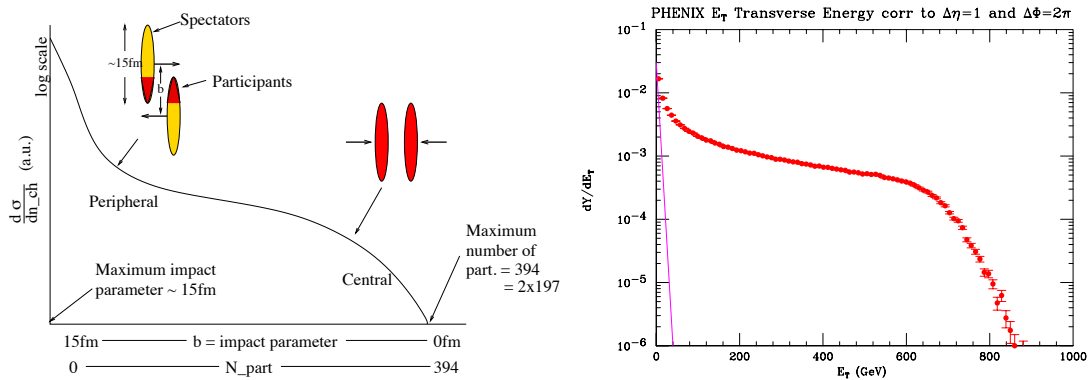 Spectators
~15fm
b
Participants
log scale
d σ
dn_ch
(a.u.)
Peripheral
Central
Maximum
number of
part. = 394
= 2x197
Maximum impact
parameter ~ 15fm
15fm
b = impact parameter
0fm
0
N_part
394
PHENIX E_T Transverse Energy corr to Δη=1 and ΔΦ=2π
10^-1
10^-2
10^-3
10^-4
10^-5
10^-6
dY/dE_T
0 200 400 600 800 1000
E_T (GeV)